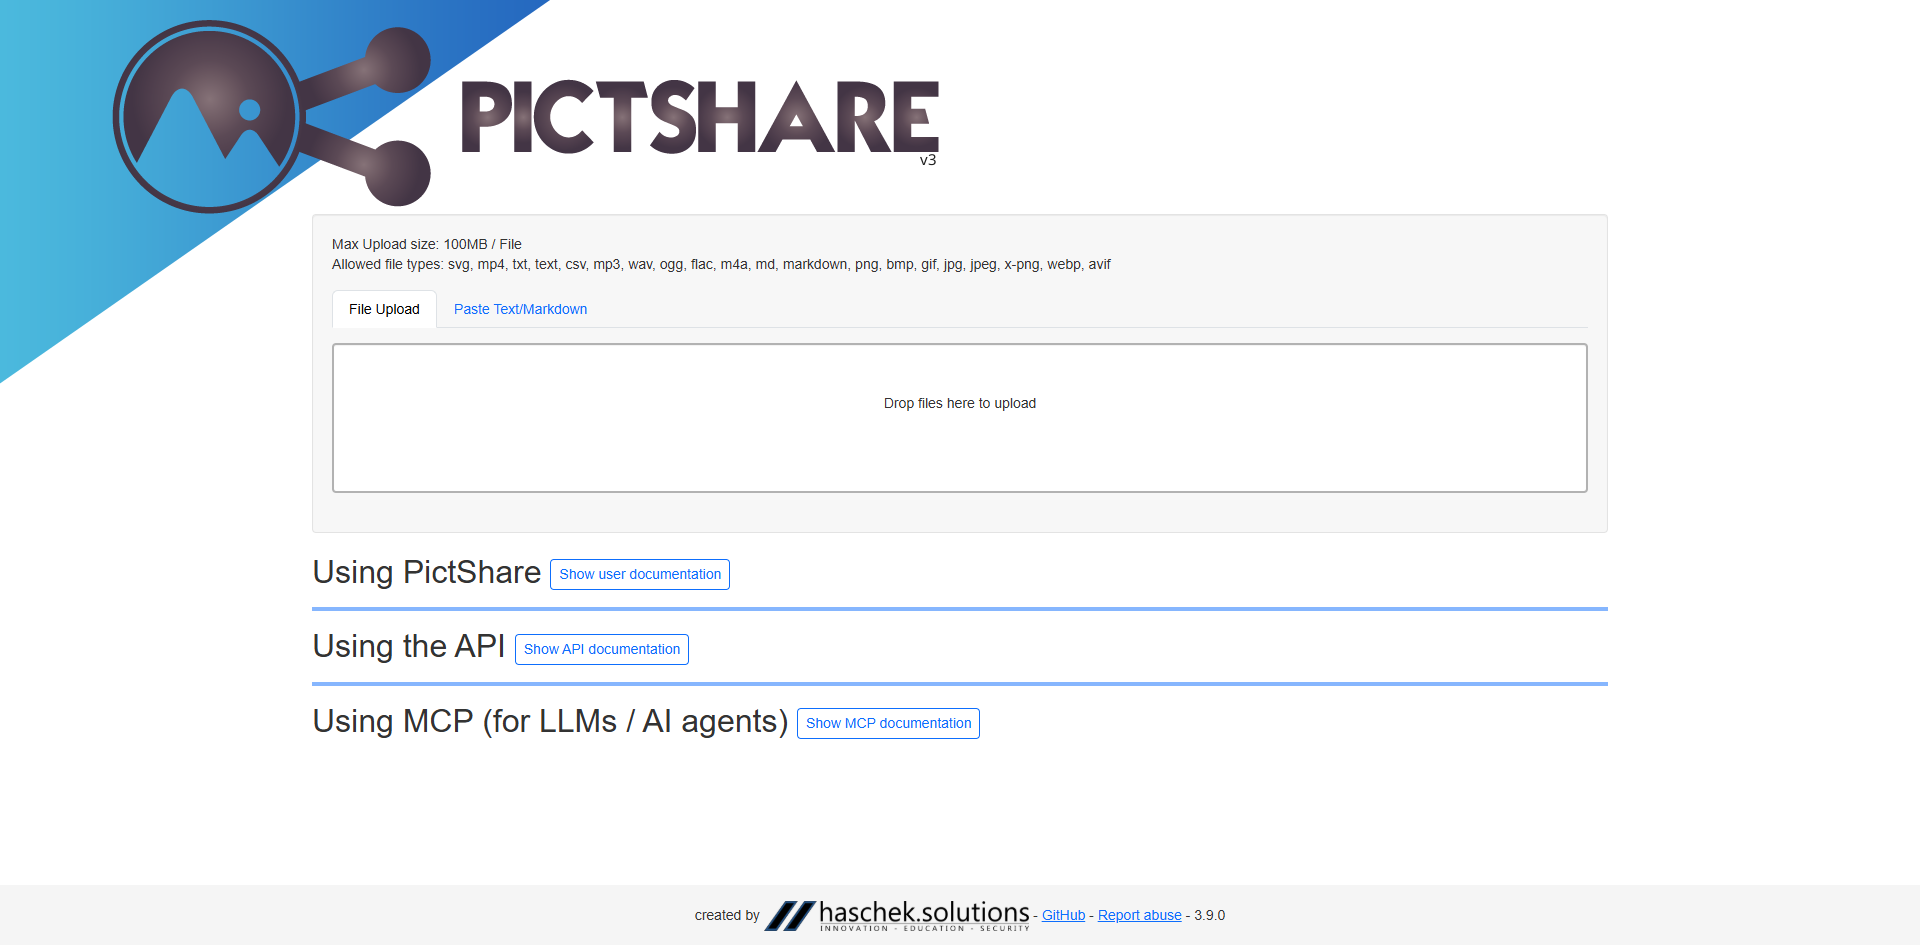 PICTSHARE
v3
Max Upload size: 100MB / File
Allowed file types: svg, mp4, txt, text, csv, mp3, wav, ogg, flac, m4a, md, markdown, png, bmp, gif, jpg, jpeg, x-png, webp, avif
File Upload Paste Text/Markdown
Drop files here to upload
Using PictShare Show user documentation
Using the API Show API documentation
Using MCP (for LLMs / AI agents) Show MCP documentation
created by haschek.solutions - GitHub - Report abuse - 3.9.0
INNOVATION - EDUCATION - SECURITY